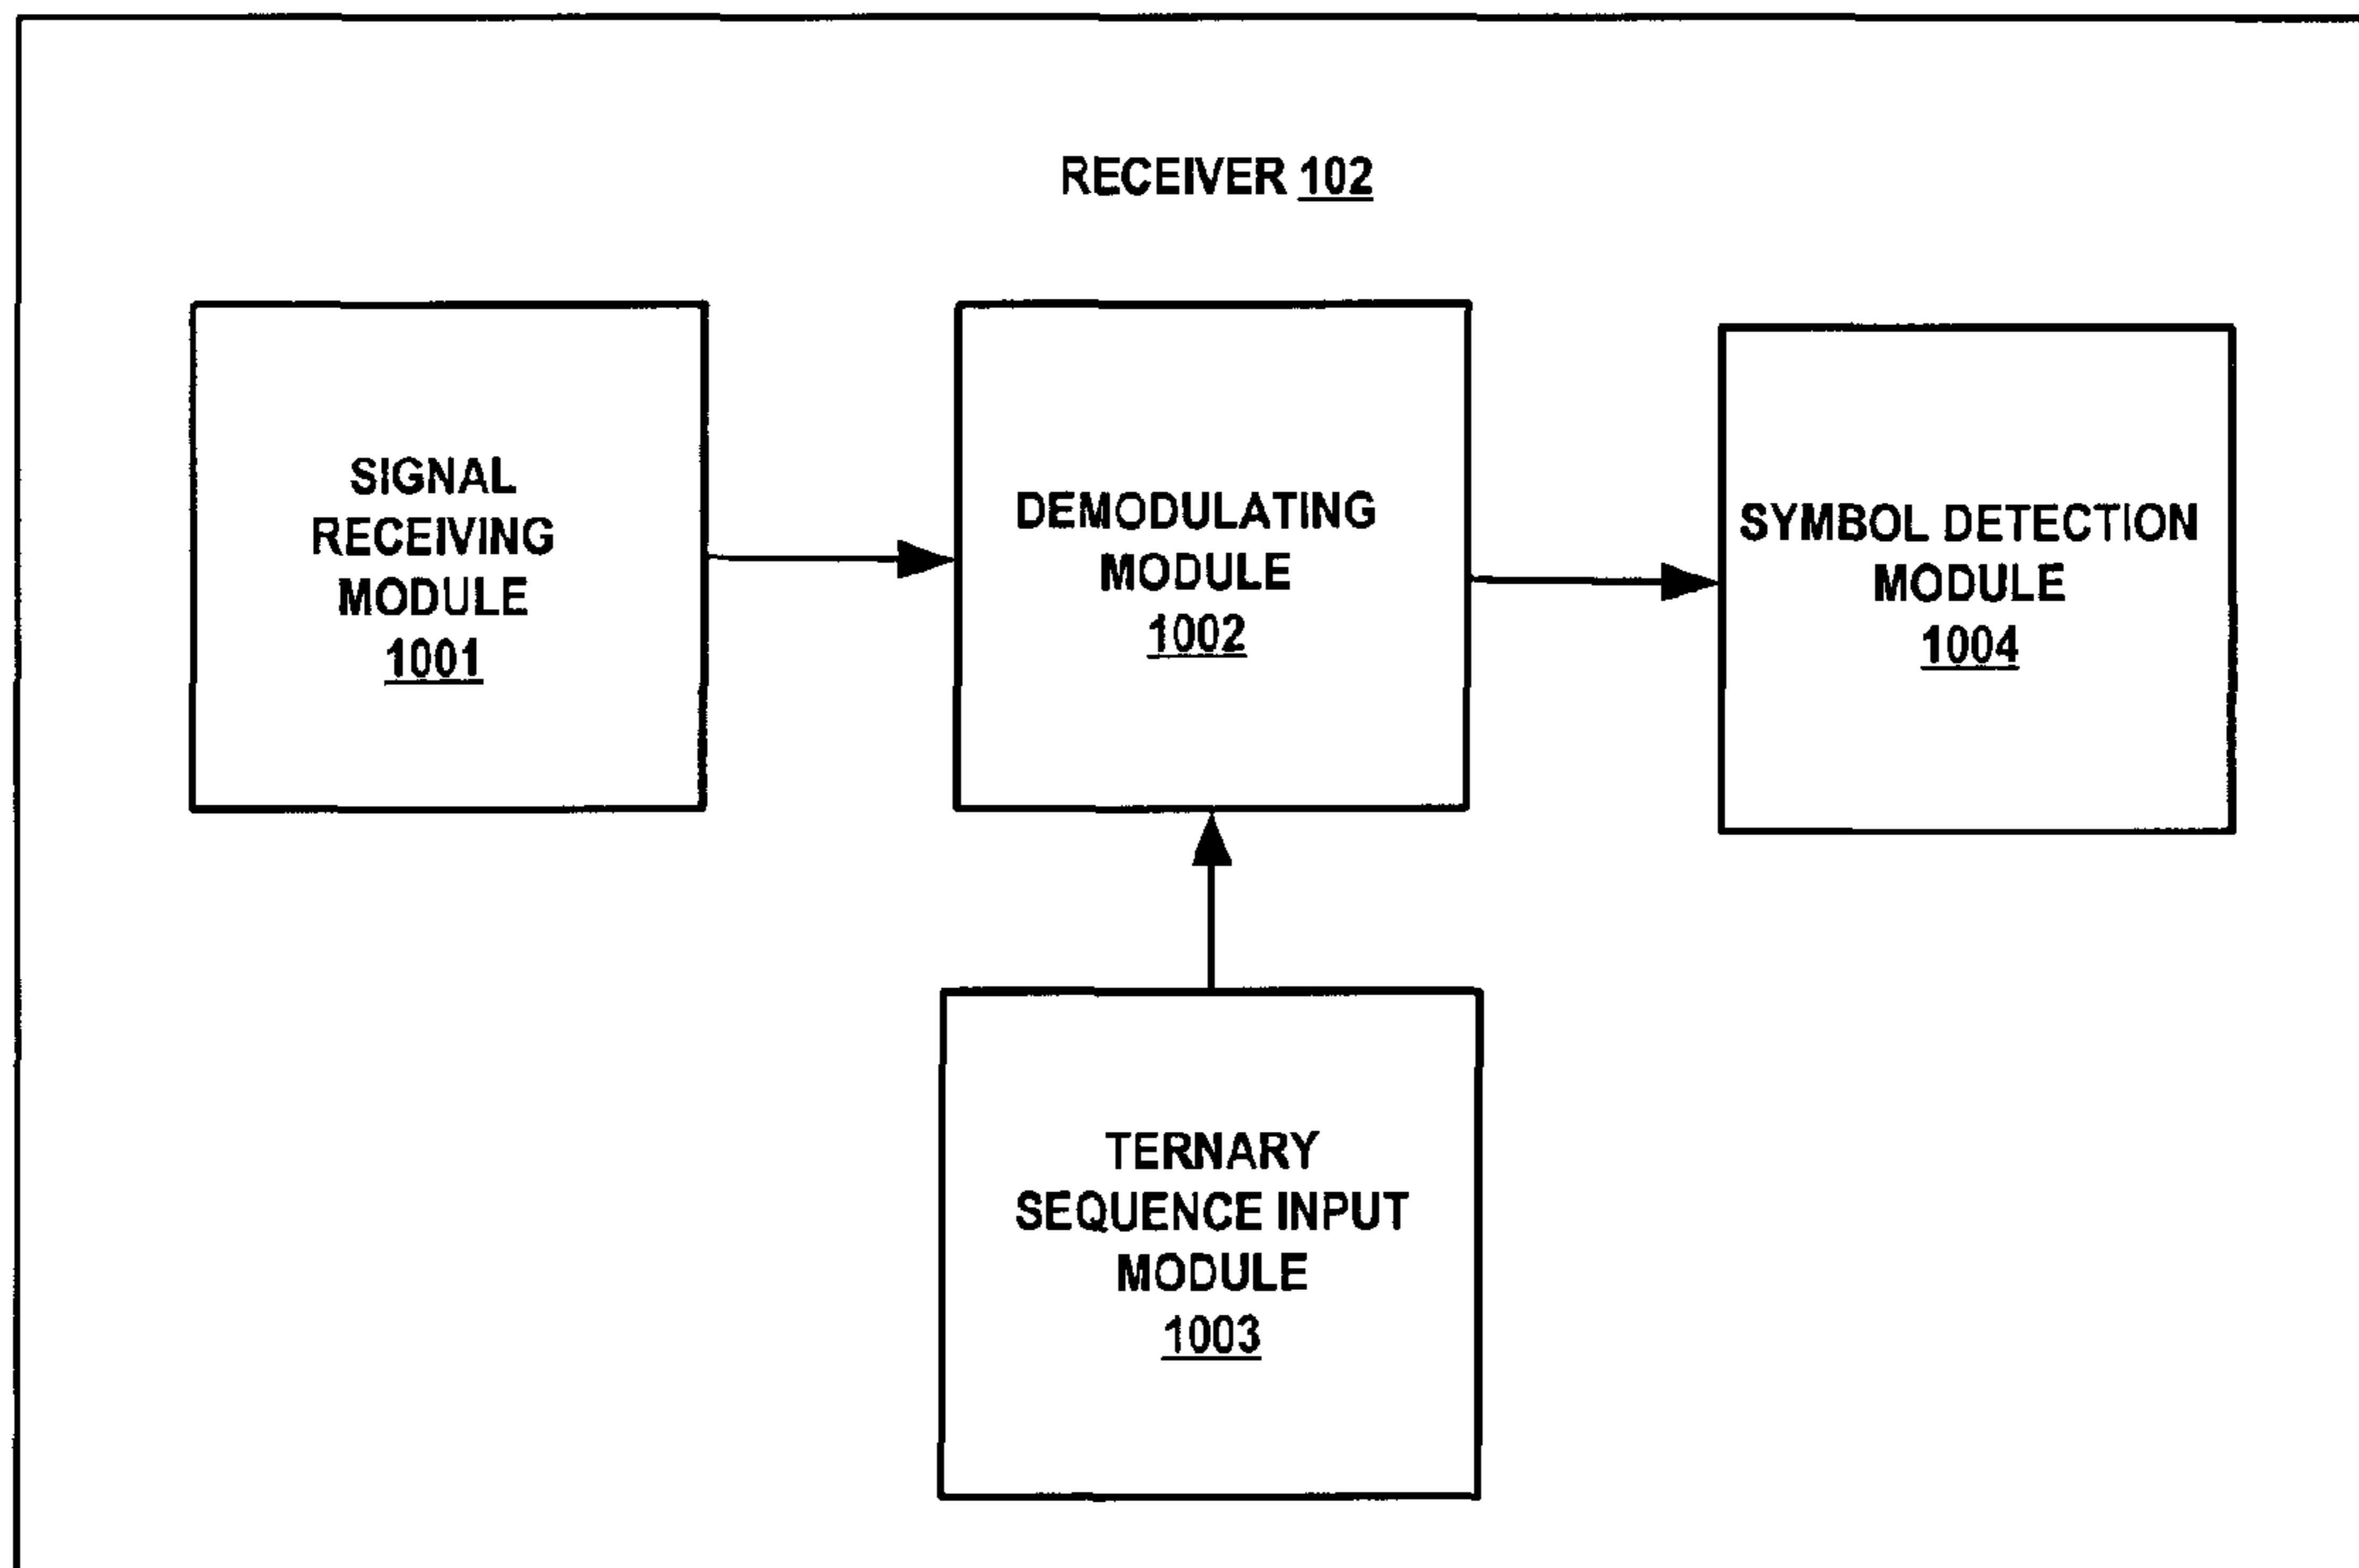 RECEIVER 102
SIGNAL
RECEIVING
MODULE
1001
DEMODULATING
MODULE
1002
SYMBOL DETECTION
MODULE
1004
TERNARY
SEQUENCE INPUT
MODULE
1003